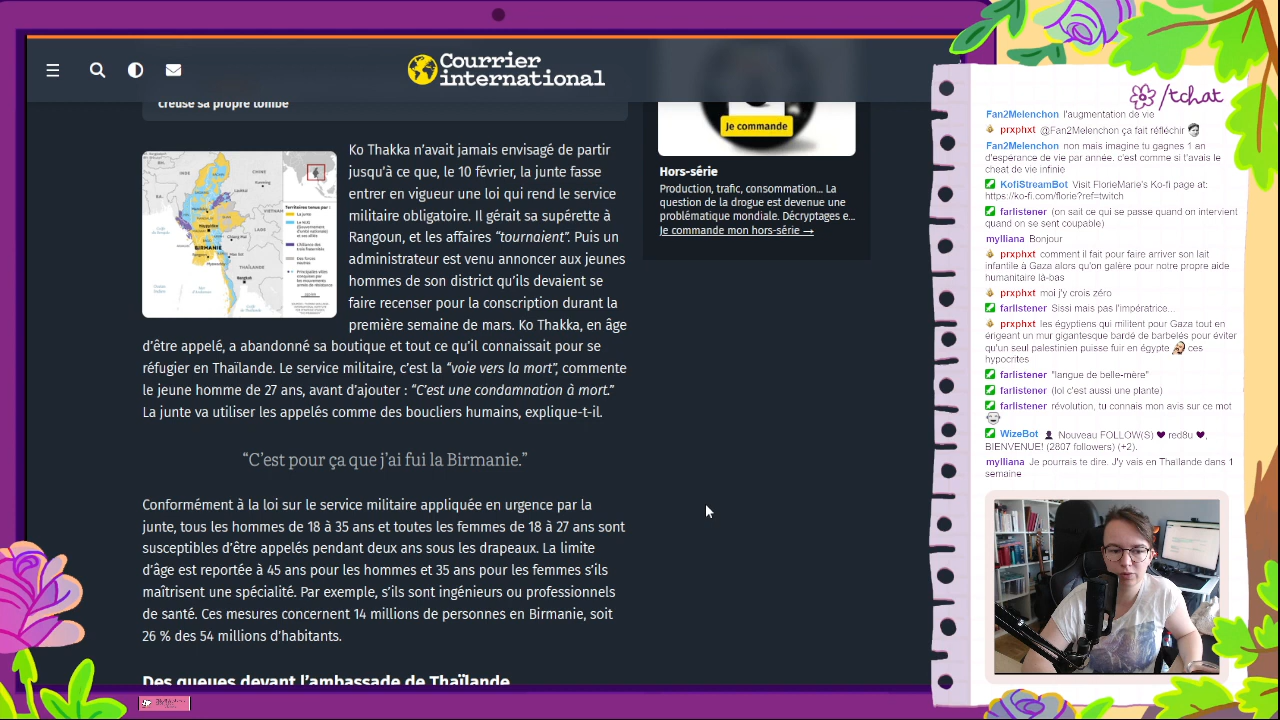 Courrier
international
creuse sa propre tombe
Ko Thakka n'avait jamais envisagé de partir
jusqu'à ce que, le 10 février, la junte fasse
entrer en vigueur une loi qui rend le service
militaire obligatoire. Il gérait sa supérette à
Rangoun, et les affaires “tournaient”. Puis un
administrateur est venu annoncer aux jeunes
hommes de son district qu'ils devaient se
faire recenser pour la conscription durant la
première semaine de mars. Ko Thakka, en âge
d'être appelé, a abandonné sa boutique et tout ce qu'il connaissait pour se
réfugier en Thaïlande. Le service militaire, c'est la “voie vers la mort”, commente
le jeune homme de 27 ans, avant d'ajouter : “C'est une condamnation à mort.”
La junte va utiliser les appelés comme des boucliers humains, explique-t-il.
“C'est pour ça que j'ai fui la Birmanie.”
Conformément à la loi sur le service militaire appliquée en urgence par la
junte, tous les hommes de 18 à 35 ans et toutes les femmes de 18 à 27 ans sont
susceptibles d'être appelés pendant deux ans sous les drapeaux. La limite
d'âge est reportée à 45 ans pour les hommes et 35 ans pour les femmes s'ils
maîtrisent une spécialité. Par exemple, s'ils sont ingénieurs ou professionnels
de santé. Ces mesures concernent 14 millions de personnes en Birmanie, soit
26 % des 54 millions d'habitants.
Des queues devant l'ambassade de Thaïlande
Je commande
Hors-série
Production, trafic, consommation… La
question de la drogue est devenue une
problématique mondiale. Décryptages e…
Je commande mon hors-série →
/tchat
Fan2Melenchon l'augmentation de vie
prxphxt @Fan2Melenchon ça fait réfléchir
Fan2Melenchon non mais imagine tu gagnes 1 an
d'espérance de vie par année. c'est comme si t'avais le
cheat de vie infinie
KofiStreamBot Visit FlorieMarie's Ko-fi page at:
https://ko-fi.com/floriemarietwitch
farlistener (on sait ce qui se passe quand on intervient
quand on se sent coupable)
mylliana Bonjour
prxphxt comment il fait pour faire arriver son lait
infantile à Gaza alors qu'il bloque pour meurtre aide
humanitaire là-bas
prxphxt moi j'y crois zéro
farlistener Sissi mais pas l'impératrice...
prxphxt les égyptiens qui militent pour Gaza tout en
érigeant un mur gigantesque bordé de barbelé pour éviter
qu'un seul palestinien puisse fuir en égypte ces
hypocrites
farlistener "langue de belle-mère"
farlistener (lol c'est aussi une plante)
farlistener révolution, tu connais mon avis sur ce mot
WizeBot Nouveau FOLLOW(S) ♥ red8u ♥,
BIENVENUE! (2807 followers) (+2).
mylliana Je pourrais te dire. J'y vais en Thaïlande dans 1
semaine